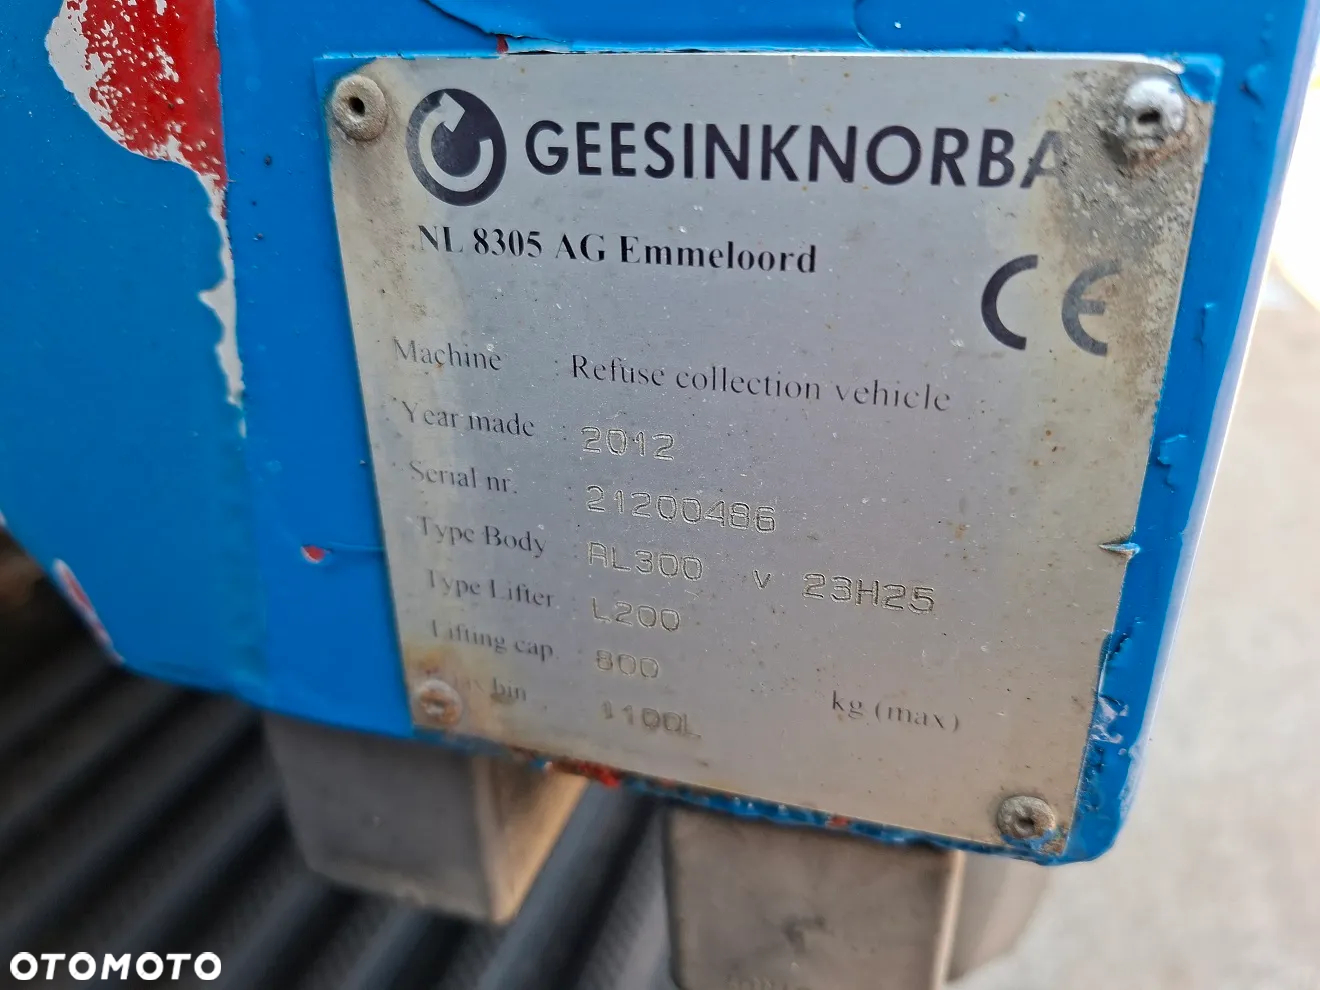 GEESINKNORBA
NL 8305 AG Emmeloord
CE
Machine : Refuse collection vehicle
Year made : 2012
Serial nr. : 21200486
Type Body : AL300 v 23H25
Type Lifter : L200
Lifting cap. : 800 kg (max)
bin : 1100L
OTOMOTO